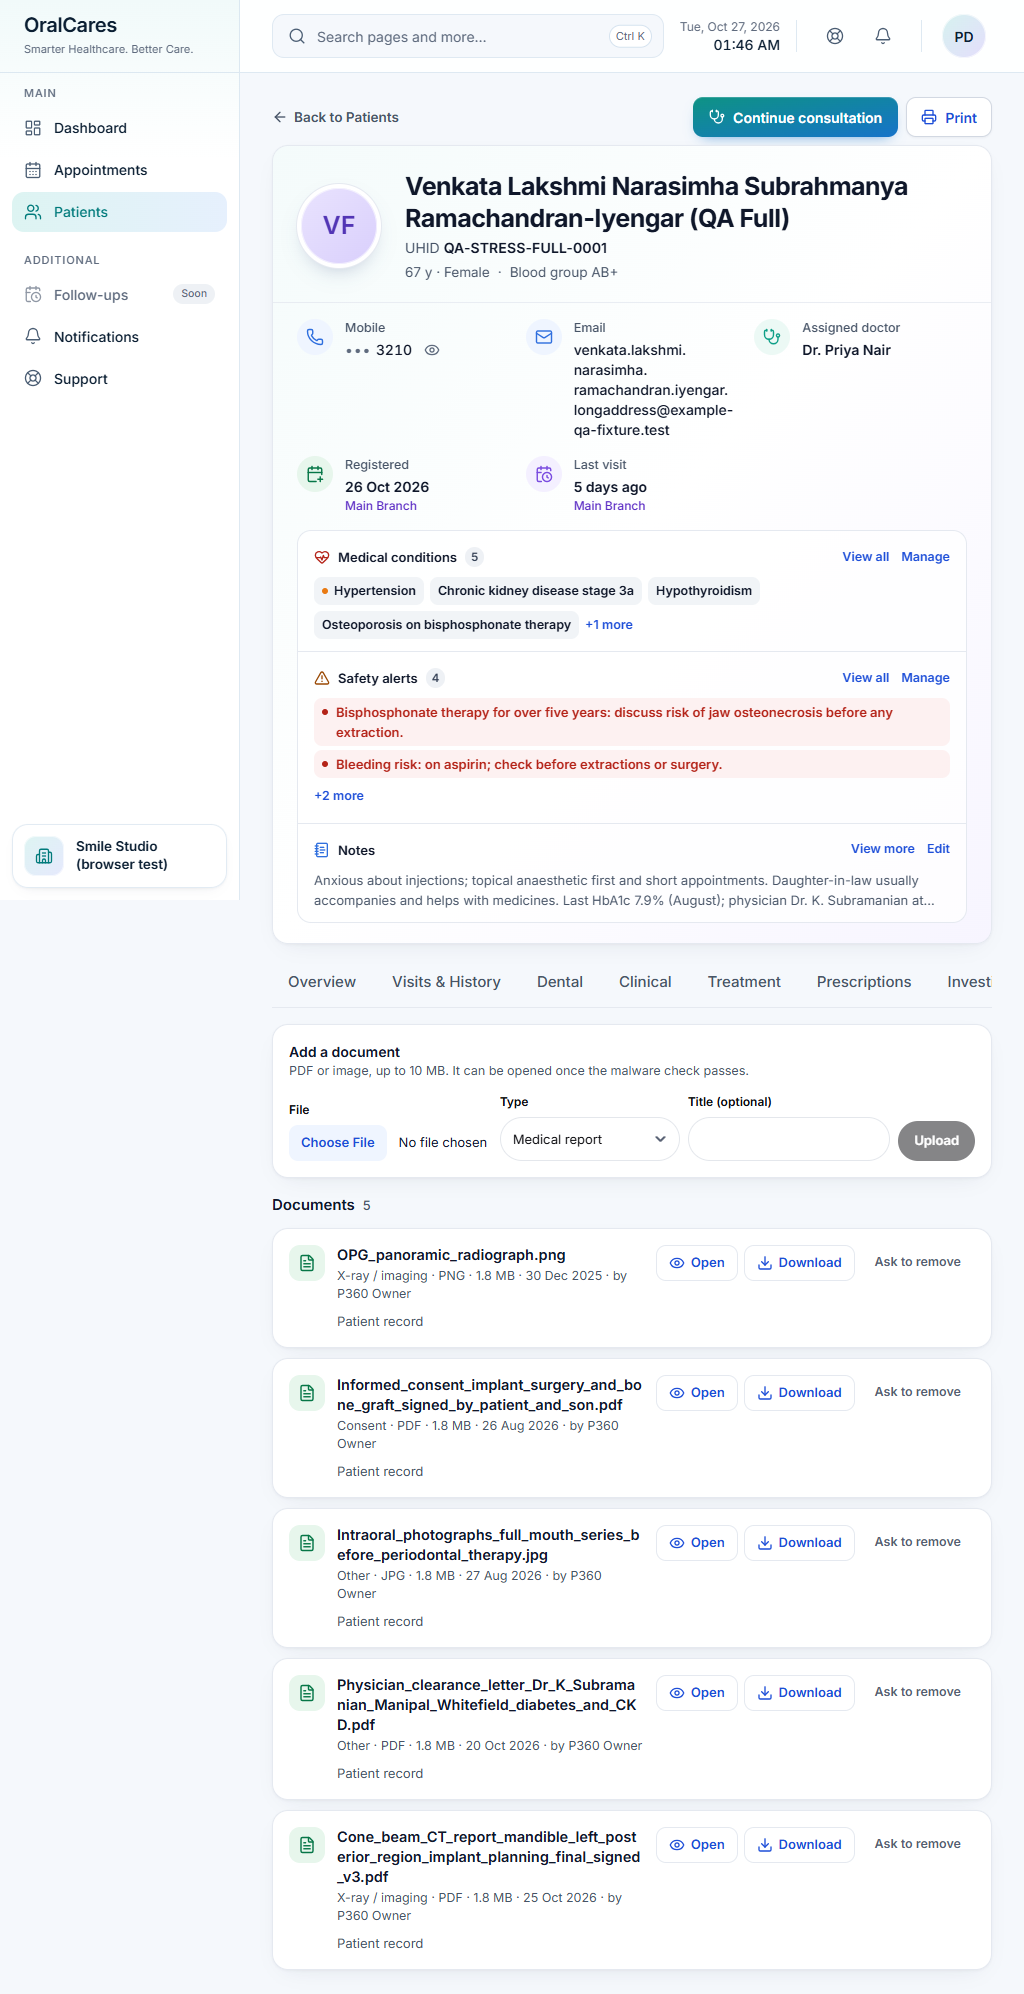 OralCares
Smarter Healthcare. Better Care.
Search pages and more...
Ctrl K
Tue, Oct 27, 2026
01:46 AM
PD
MAIN
Dashboard
Appointments
Patients
ADDITIONAL
Follow-ups
Soon
Notifications
Support
Smile Studio
(browser test)
Back to Patients
Continue consultation
Print
VF
Venkata Lakshmi Narasimha Subrahmanya
Ramachandran-Iyengar (QA Full)
UHID QA-STRESS-FULL-0001
67 y · Female · Blood group AB+
Mobile
••• 3210
Email
venkata.lakshmi.
narasimha.
ramachandran.iyengar.
longaddress@example-
qa-fixture.test
Assigned doctor
Dr. Priya Nair
Registered
26 Oct 2026
Main Branch
Last visit
5 days ago
Main Branch
Medical conditions 5
View all Manage
Hypertension
Chronic kidney disease stage 3a
Hypothyroidism
Osteoporosis on bisphosphonate therapy
+1 more
Safety alerts 4
View all Manage
Bisphosphonate therapy for over five years: discuss risk of jaw osteonecrosis before any
extraction.
Bleeding risk: on aspirin; check before extractions or surgery.
+2 more
Notes
View more Edit
Anxious about injections; topical anaesthetic first and short appointments. Daughter-in-law usually
accompanies and helps with medicines. Last HbA1c 7.9% (August); physician Dr. K. Subramanian at...
Overview
Visits & History
Dental
Clinical
Treatment
Prescriptions
Invest
Add a document
PDF or image, up to 10 MB. It can be opened once the malware check passes.
File
Choose File No file chosen
Type
Medical report
Title (optional)
Upload
Documents 5
OPG_panoramic_radiograph.png
X-ray / imaging · PNG · 1.8 MB · 30 Dec 2025 · by
P360 Owner
Patient record
Open
Download
Ask to remove
Informed_consent_implant_surgery_and_bo
ne_graft_signed_by_patient_and_son.pdf
Consent · PDF · 1.8 MB · 26 Aug 2026 · by P360
Owner
Patient record
Open
Download
Ask to remove
Intraoral_photographs_full_mouth_series_b
efore_periodontal_therapy.jpg
Other · JPG · 1.8 MB · 27 Aug 2026 · by P360
Owner
Patient record
Open
Download
Ask to remove
Physician_clearance_letter_Dr_K_Subrama
nian_Manipal_Whitefield_diabetes_and_CK
D.pdf
Other · PDF · 1.8 MB · 20 Oct 2026 · by P360 Owner
Patient record
Open
Download
Ask to remove
Cone_beam_CT_report_mandible_left_post
erior_region_implant_planning_final_signed
_v3.pdf
X-ray / imaging · PDF · 1.8 MB · 25 Oct 2026 · by
P360 Owner
Patient record
Open
Download
Ask to remove